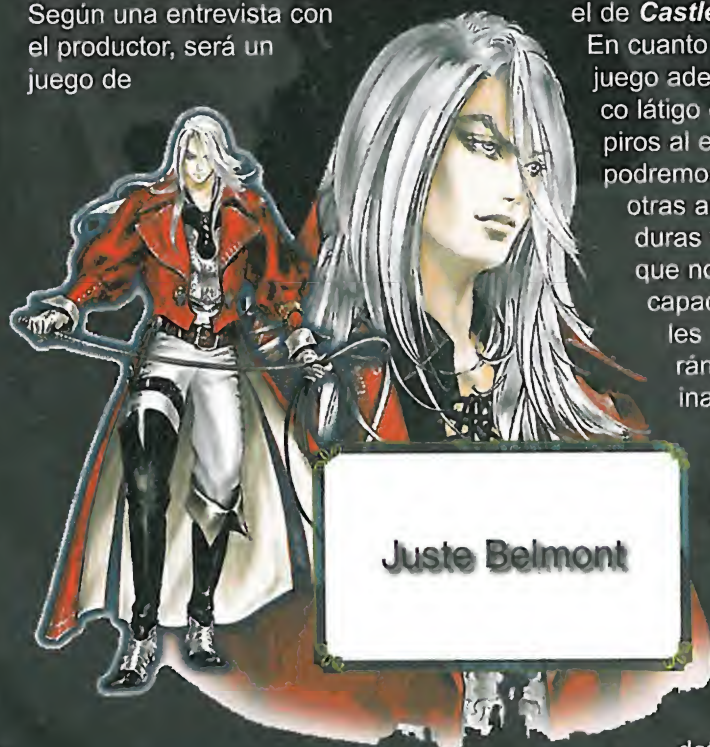 Según una entrevista con
el productor, será un
juego de
el de Castle
En cuanto
juego ade
co látigo
piros al e
podremo
otras a
duras
que no
capac
les
rán
ina
Juste Belmont